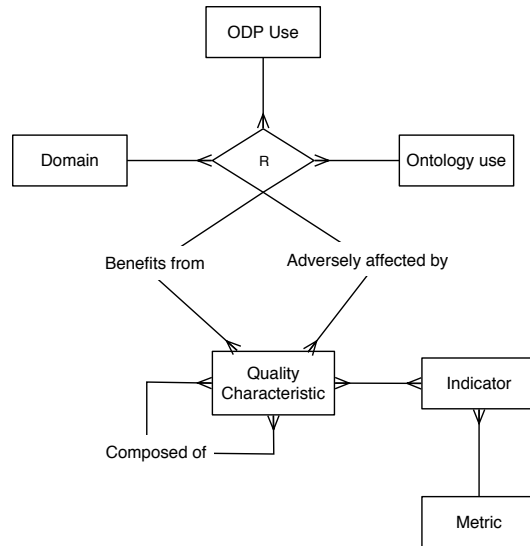 ODP Use
Domain
R
Ontology use
Benefits from
Adversely affected by
Quality
Characteristic
Indicator
Composed of
Metric